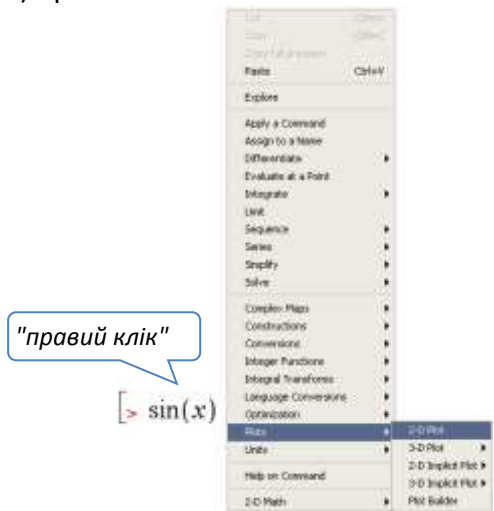 Cut
Copy
Paste Ctrl+V
Explore
Apply a Command
Assign to a Name
Differentiate
Evaluate at a Point
Integrate
Limit
Sequence
Series
Simplify
Solve
Complex Maps
Constructions
Conversions
Integer Functions
Integral Transforms
Language Conversions
Optimization
Plots
Units
Help on Command
2-D Math
"правий клік"
> sin(x)
2-D Plot
3-D Plot
2-D Implicit Plot
3-D Implicit Plot
Plot Builder